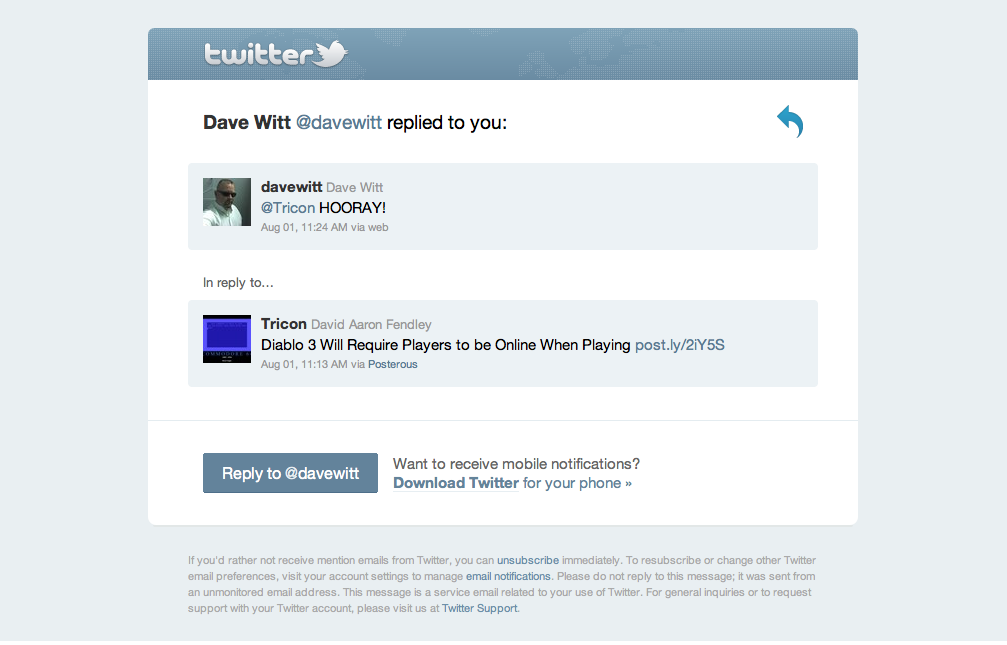 twitter
Dave Witt @davewitt replied to you:
davewitt Dave Witt
@Tricon HOORAY!
Aug 01, 11:24 AM via web
In reply to...
Tricon David Aaron Fendley
Diablo 3 Will Require Players to be Online When Playing post.ly/2iY5S
Aug 01, 11:13 AM via Posterous
Reply to @davewitt
Want to receive mobile notifications?
Download Twitter for your phone »
If you'd rather not receive mention emails from Twitter, you can unsubscribe immediately. To resubscribe or change other Twitter
email preferences, visit your account settings to manage email notifications. Please do not reply to this message; it was sent from
an unmonitored email address. This message is a service email related to your use of Twitter. For general inquiries or to request
support with your Twitter account, please visit us at Twitter Support.